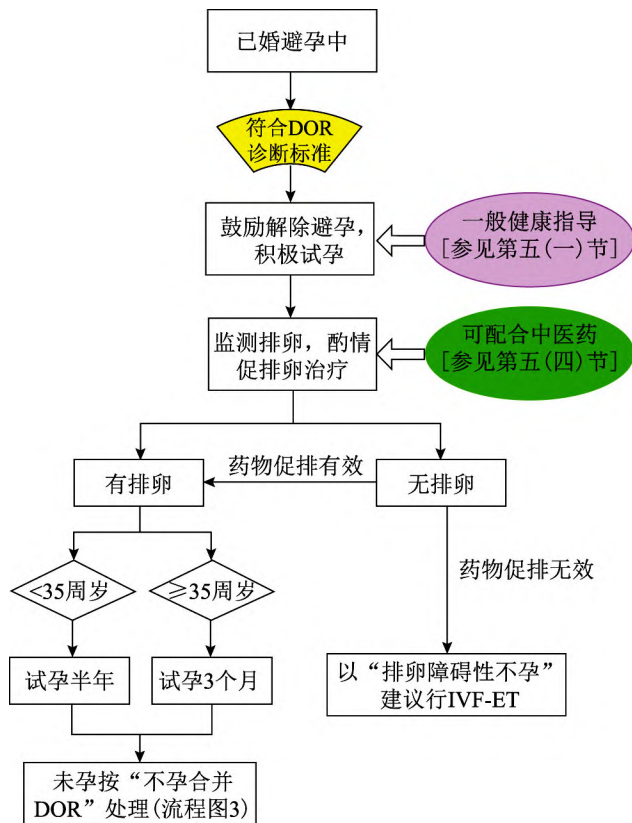 已婚避孕中
符合DOR
诊断标准
鼓励解除避孕，
积极试孕
一般健康指导
[参见第五(一)节]
监测排卵，酌情
促排卵治疗
可配合中医药
[参见第五(四)节]
有排卵
药物促排有效
无排卵
<35周岁
≥35周岁
药物促排无效
试孕半年
试孕3个月
以“排卵障碍性不孕”
建议行IVF-ET
未孕按“不孕合并
DOR”处理(流程图3)